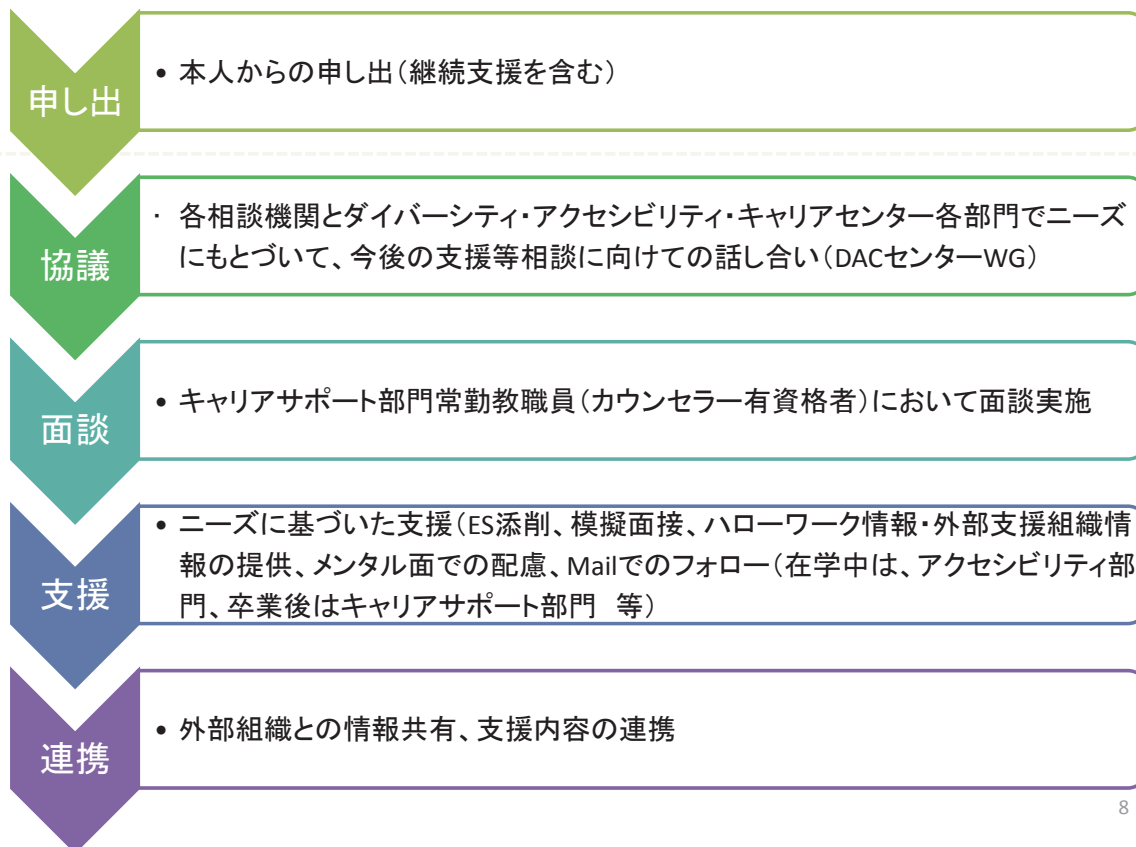 申し出
• 本人からの申し出（継続支援を含む）
協議
・ 各相談機関とダイバーシティ・アクセシビリティ・キャリアセンター各部門でニーズ
にもとづいて、今後の支援等相談に向けての話し合い（DACセンターWG）
面談
• キャリアサポート部門常勤教職員（カウンセラー有資格者）において面談実施
支援
• ニーズに基づいた支援（ES添削、模擬面接、ハローワーク情報・外部支援組織情
報の提供、メンタル面での配慮、Mailでのフォロー（在学中は、アクセシビリティ部
門、卒業後はキャリアサポート部門　等）
連携
• 外部組織との情報共有、支援内容の連携
8